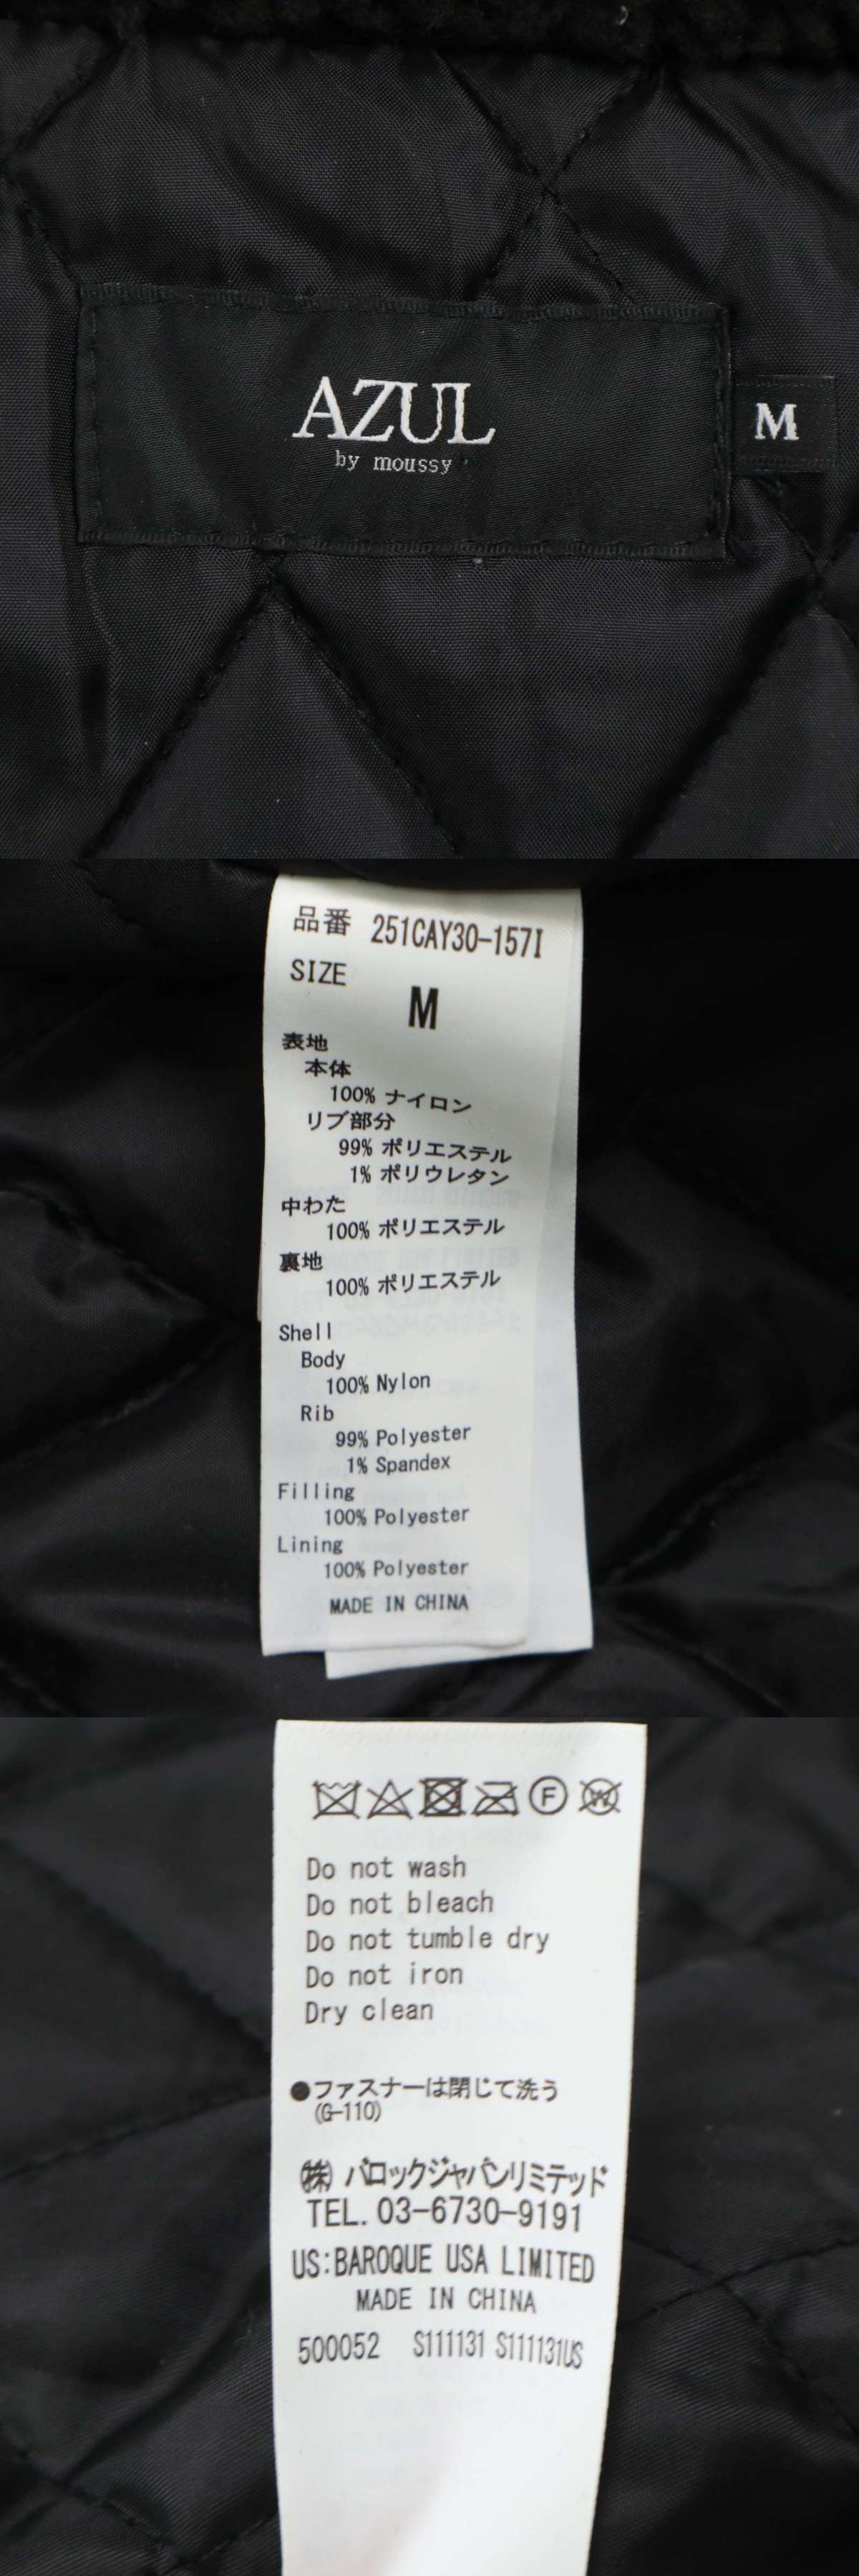 AZUL
by moussy
M
品番 251CAY30-157I
SIZE
M
表地
本体
100% ナイロン
リブ部分
99% ポリエステル
1% ポリウレタン
中わた
100% ポリエステル
裏地
100% ポリエステル
Shell
Body
100% Nylon
Rib
99% Polyester
1% Spandex
Filling
100% Polyester
Lining
100% Polyester
MADE IN CHINA
F W
Do not wash
Do not bleach
Do not tumble dry
Do not iron
Dry clean
●ファスナーは閉じて洗う
(G-110)
㈱ バロックジャパンリミテッド
TEL. 03-6730-9191
US:BAROQUE USA LIMITED
MADE IN CHINA
500052 S111131 S111131US